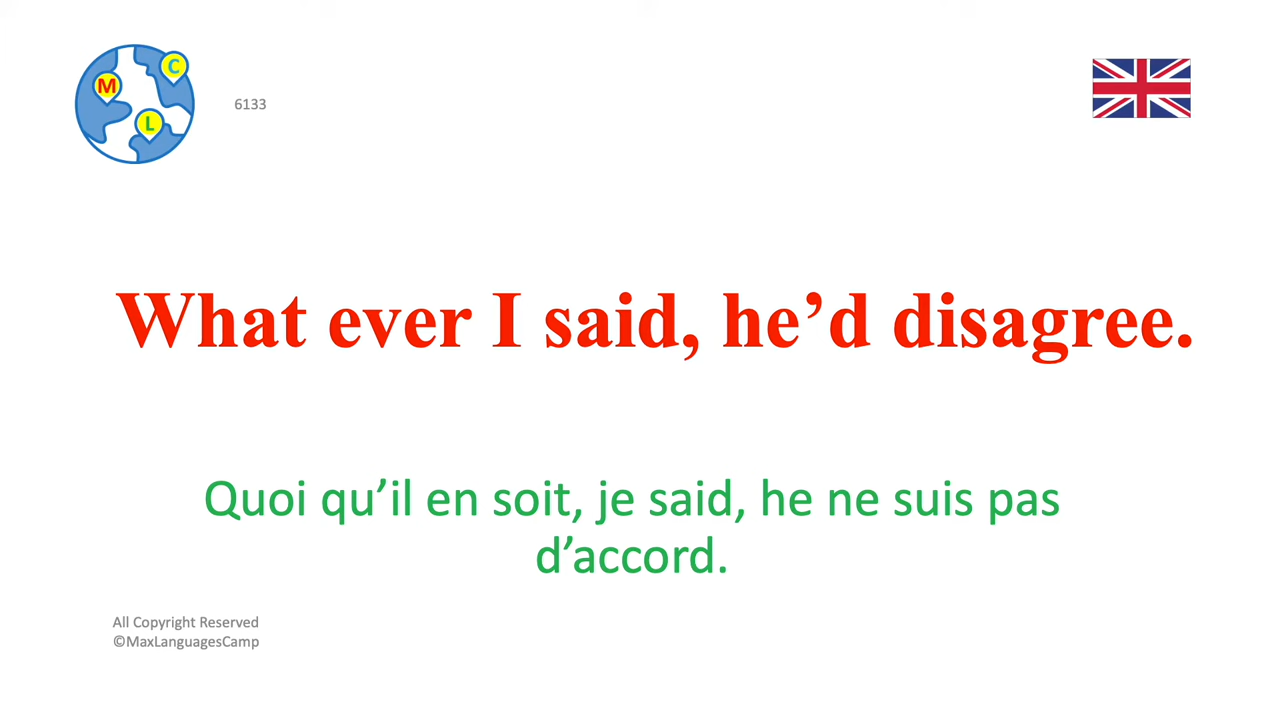 M
C
L
6133
What ever I said, he’d disagree.
Quoi qu’il en soit, je said, he ne suis pas
d’accord.
All Copyright Reserved
©MaxLanguagesCamp